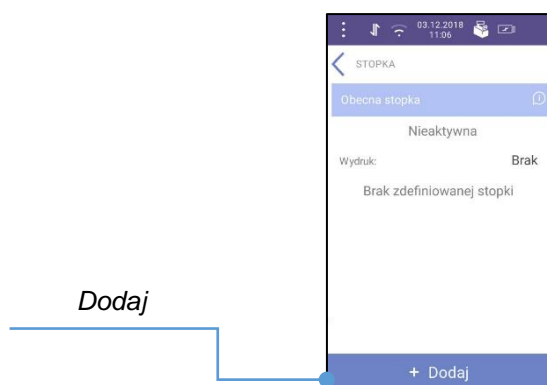 03.12.2018
11:06
STOPKA
Obecna stopka
Nieaktywna
Wydruk: Brak
Brak zdefiniowanej stopki
Dodaj
+ Dodaj